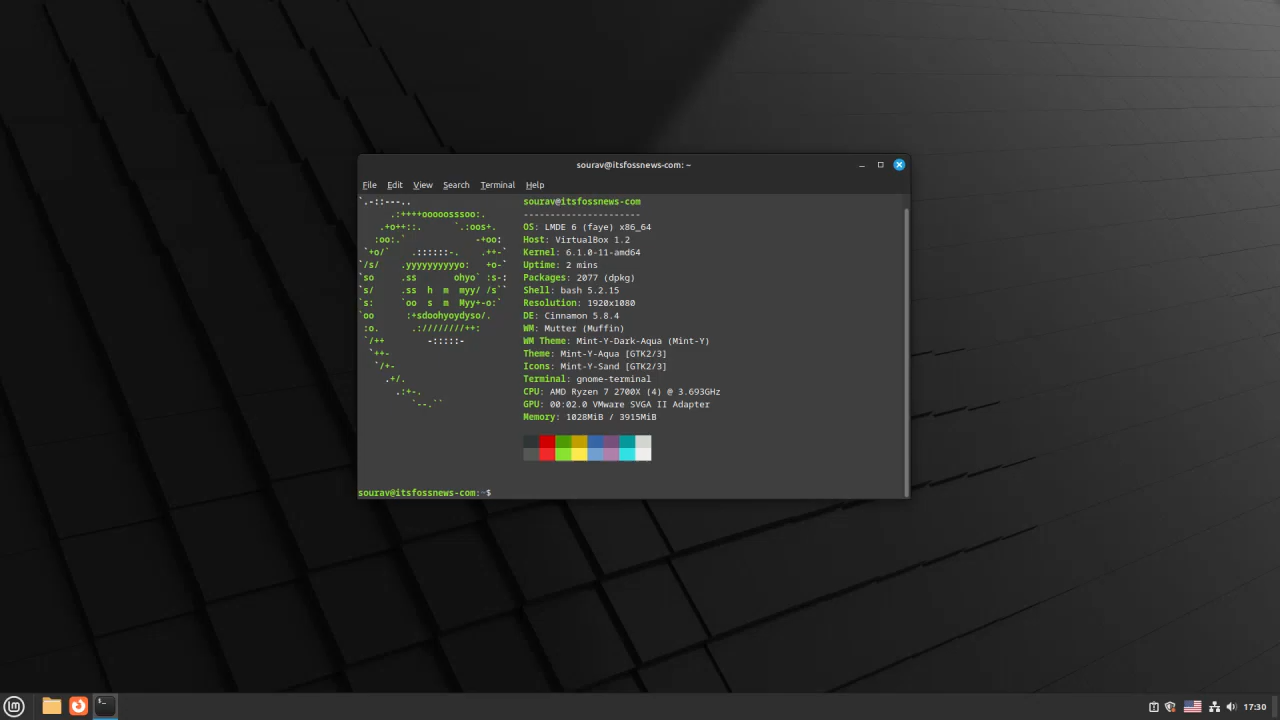 sourav@itsfossnews-com: ~
File Edit View Search Terminal Help
sourav@itsfossnews-com
----------------------
OS: LMDE 6 (faye) x86_64
Host: VirtualBox 1.2
Kernel: 6.1.0-11-amd64
Uptime: 2 mins
Packages: 2077 (dpkg)
Shell: bash 5.2.15
Resolution: 1920x1080
DE: Cinnamon 5.8.4
WM: Mutter (Muffin)
WM Theme: Mint-Y-Dark-Aqua (Mint-Y)
Theme: Mint-Y-Aqua [GTK2/3]
Icons: Mint-Y-Sand [GTK2/3]
Terminal: gnome-terminal
CPU: AMD Ryzen 7 2700X (4) @ 3.693GHz
GPU: 00:02.0 VMware SVGA II Adapter
Memory: 1028MiB / 3915MiB
sourav@itsfossnews-com:~$
17:30